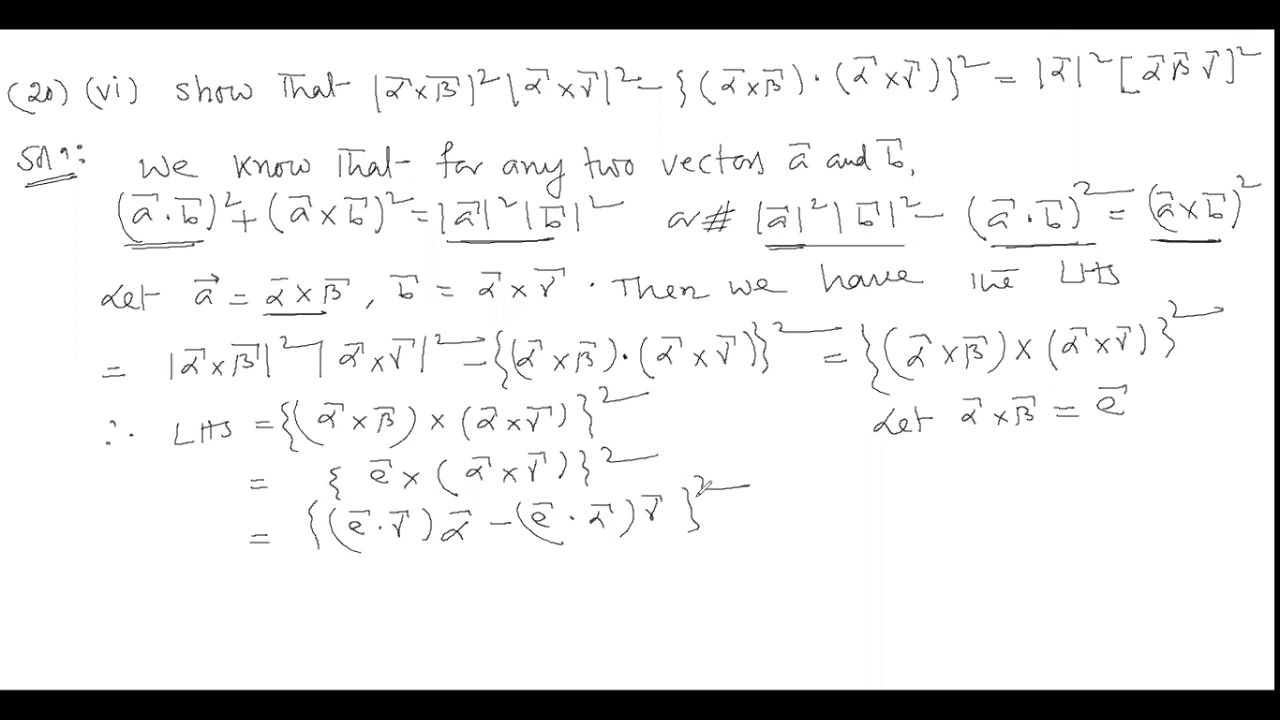 (20) (vi) show That |α⃗×β⃗|² |α⃗×γ⃗|² – {(α⃗×β⃗)·(α⃗×γ⃗)}² = |α⃗|² [α⃗ β⃗ γ⃗]²
Solⁿ: We know That for any two vectors a⃗ and b⃗,
(a⃗·b⃗)² + (a⃗×b⃗)² = |a⃗|² |b⃗|² or # |a⃗|² |b⃗|² – (a⃗·b⃗)² = (a⃗×b⃗)²
Let a⃗ = α⃗×β⃗, b⃗ = α⃗×γ⃗. Then we have the LHS
= |α⃗×β⃗|² |α⃗×γ⃗|² – {(α⃗×β⃗)·(α⃗×γ⃗)}² = {(α⃗×β⃗)×(α⃗×γ⃗)}²
∴ LHS = {(α⃗×β⃗)×(α⃗×γ⃗)}² Let α⃗×β⃗ = e⃗
= {e⃗×(α⃗×γ⃗)}²
= {(e⃗·γ⃗)α⃗ – (e⃗·α⃗)γ⃗}²